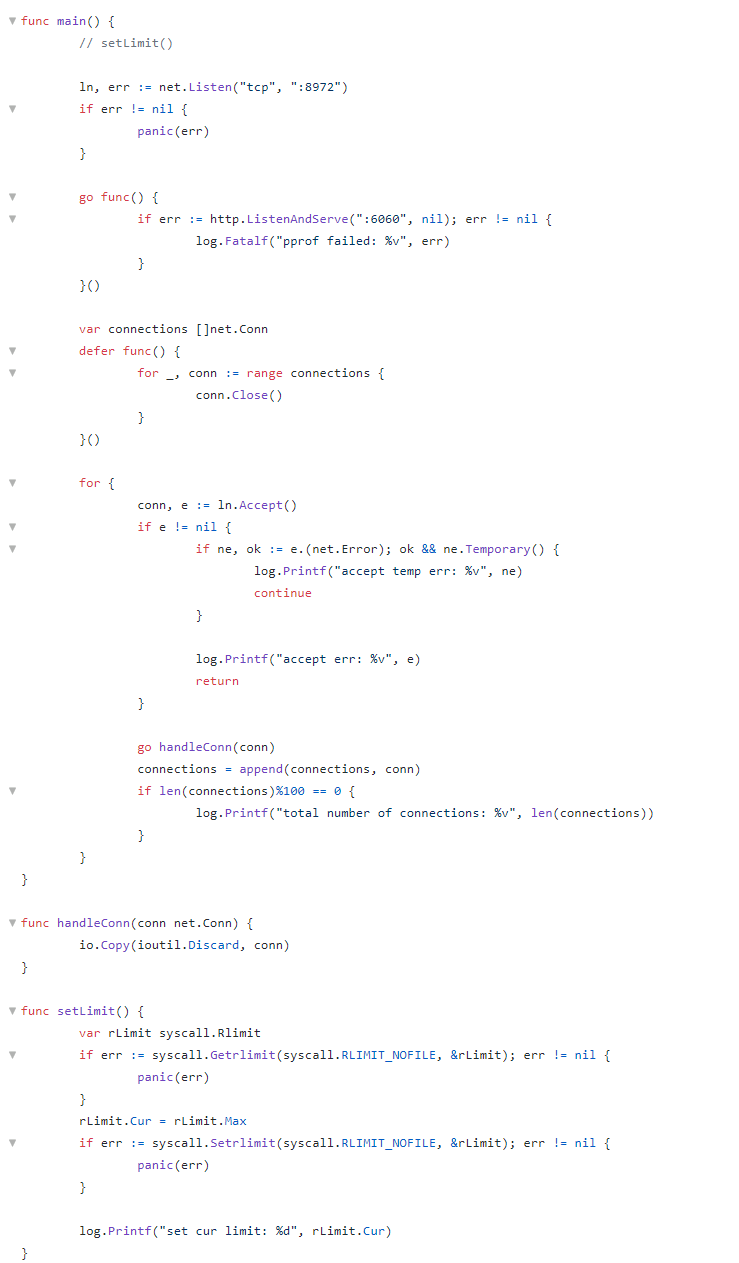 func main() {
// setLimit()
ln, err := net.Listen("tcp", ":8972")
if err != nil {
panic(err)
}
go func() {
if err := http.ListenAndServe(":6060", nil); err != nil {
log.Fatalf("pprof failed: %v", err)
}
}()
var connections []net.Conn
defer func() {
for _, conn := range connections {
conn.Close()
}
}()
for {
conn, e := ln.Accept()
if e != nil {
if ne, ok := e.(net.Error); ok && ne.Temporary() {
log.Printf("accept temp err: %v", ne)
continue
}
log.Printf("accept err: %v", e)
return
}
go handleConn(conn)
connections = append(connections, conn)
if len(connections)%100 == 0 {
log.Printf("total number of connections: %v", len(connections))
}
}
}
func handleConn(conn net.Conn) {
io.Copy(ioutil.Discard, conn)
}
func setLimit() {
var rLimit syscall.Rlimit
if err := syscall.Getrlimit(syscall.RLIMIT_NOFILE, &rLimit); err != nil {
panic(err)
}
rLimit.Cur = rLimit.Max
if err := syscall.Setrlimit(syscall.RLIMIT_NOFILE, &rLimit); err != nil {
panic(err)
}
log.Printf("set cur limit: %d", rLimit.Cur)
}